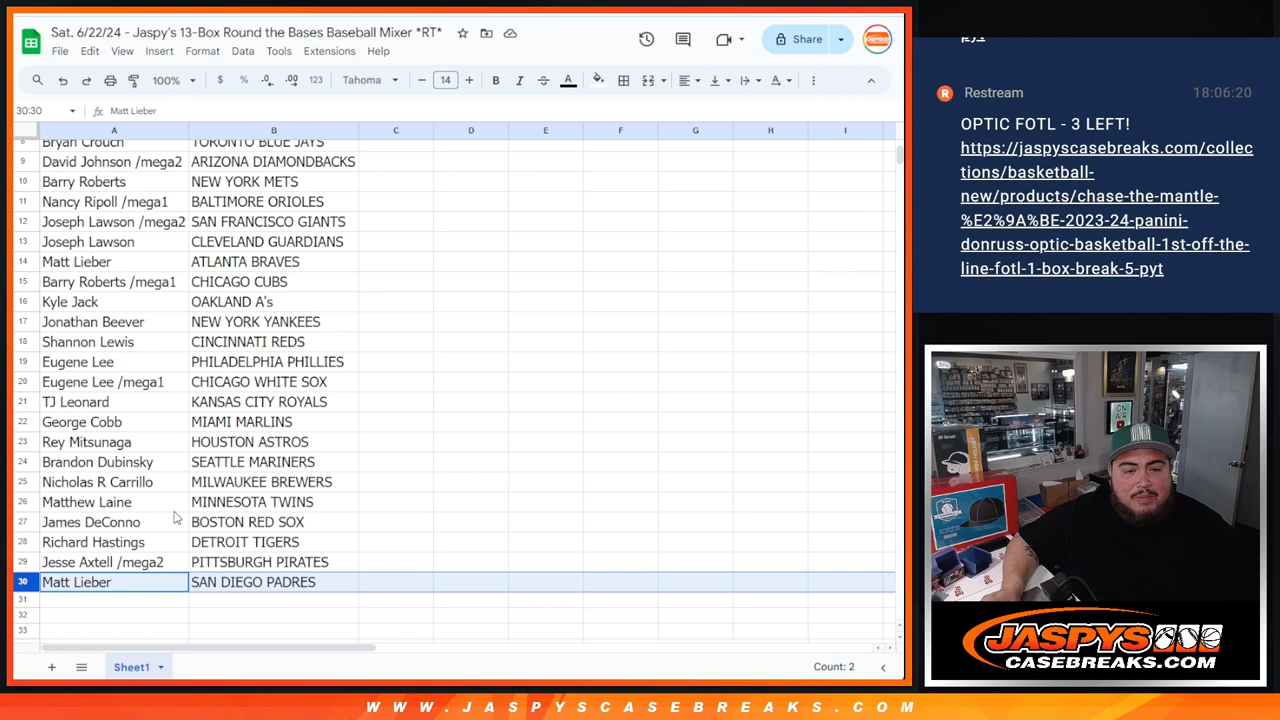 Sat. 6/22/24 - Jaspy's 13-Box Round the Bases Baseball Mixer *RT*
File Edit View Insert Format Data Tools Extensions Help
Share
100% $ % .0 .00 123 Tahoma 14 B I A
30:30 fx Matt Lieber
A B C D E F G H I
8 Bryan Crouch TORONTO BLUE JAYS
9 David Johnson /mega2 ARIZONA DIAMONDBACKS
10 Barry Roberts NEW YORK METS
11 Nancy Ripoll /mega1 BALTIMORE ORIOLES
12 Joseph Lawson /mega2 SAN FRANCISCO GIANTS
13 Joseph Lawson CLEVELAND GUARDIANS
14 Matt Lieber ATLANTA BRAVES
15 Barry Roberts /mega1 CHICAGO CUBS
16 Kyle Jack OAKLAND A's
17 Jonathan Beever NEW YORK YANKEES
18 Shannon Lewis CINCINNATI REDS
19 Eugene Lee PHILADELPHIA PHILLIES
20 Eugene Lee /mega1 CHICAGO WHITE SOX
21 TJ Leonard KANSAS CITY ROYALS
22 George Cobb MIAMI MARLINS
23 Rey Mitsunaga HOUSTON ASTROS
24 Brandon Dubinsky SEATTLE MARINERS
25 Nicholas R Carrillo MILWAUKEE BREWERS
26 Matthew Laine MINNESOTA TWINS
27 James DeConno BOSTON RED SOX
28 Richard Hastings DETROIT TIGERS
29 Jesse Axtell /mega2 PITTSBURGH PIRATES
30 Matt Lieber SAN DIEGO PADRES
31
32
33
Sheet1
Count: 2
pyt
Restream 18:06:20
OPTIC FOTL - 3 LEFT!
https://jaspyscasebreaks.com/collec
tions/basketball-
new/products/chase-the-mantle-
%E2%9A%BE-2023-24-panini-
donruss-optic-basketball-1st-off-the-
line-fotl-1-box-break-5-pyt
ON
AIR
JASPYS
CASEBREAKS.COM
WWW.JASPYSCASEBREAKS.COM